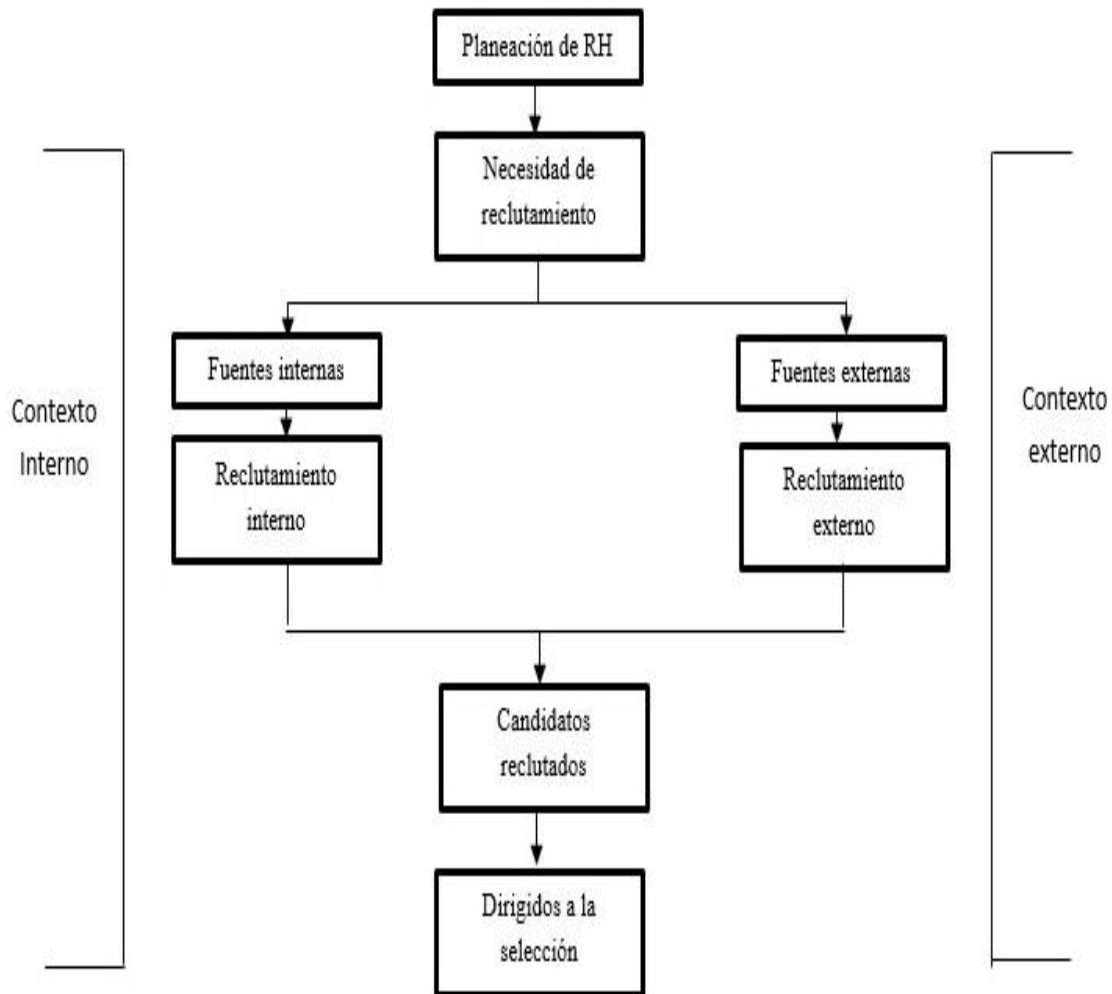 Planeación de RH
Necesidad de
reclutamiento
Fuentes internas
Fuentes externas
Contexto
Interno
Reclutamiento
interno
Reclutamiento
externo
Contexto
externo
Candidatos
reclutados
Dirigidos a la
selección